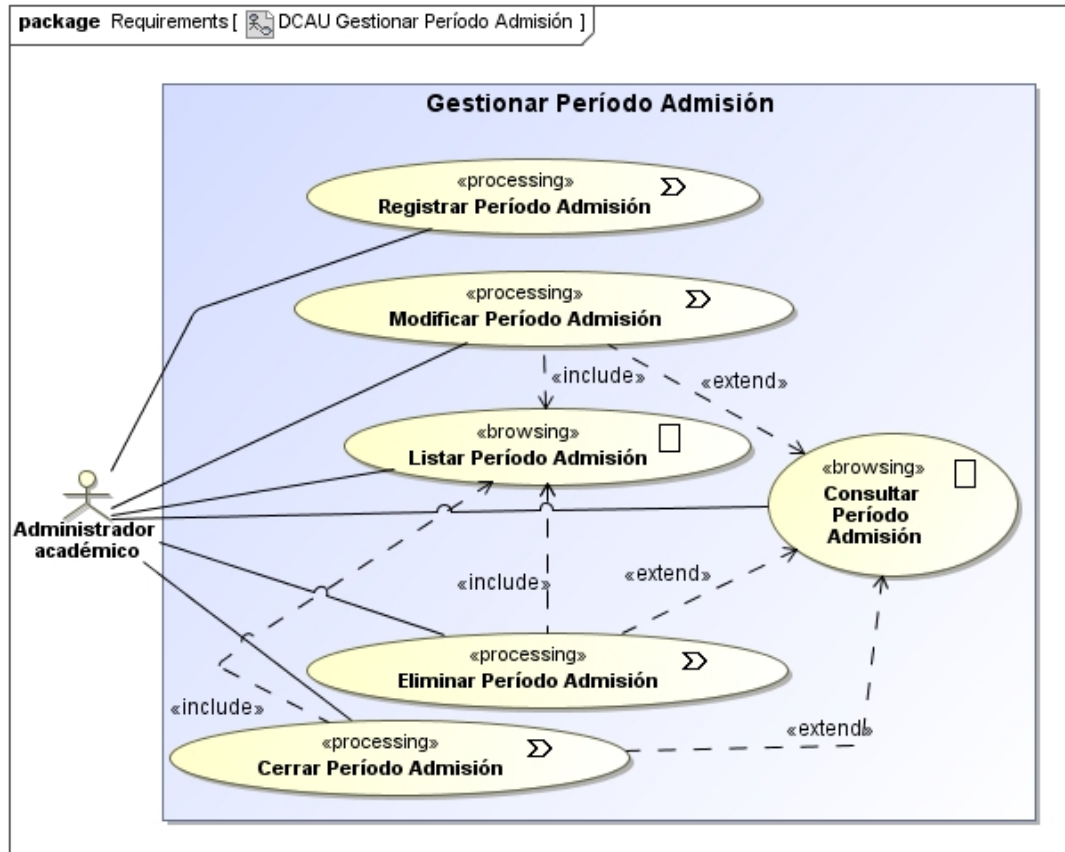 package Requirements [ DCAU Gestionar Período Admisión ]
Gestionar Período Admisión
«processing»
Registrar Período Admisión
«processing»
Modificar Período Admisión
«include»
«extend»
«browsing»
Listar Período Admisión
«browsing»
Consultar
Período
Admisión
Administrador
académico
«include»
«extend»
«processing»
Eliminar Período Admisión
«include»
«extend»
«processing»
Cerrar Período Admisión